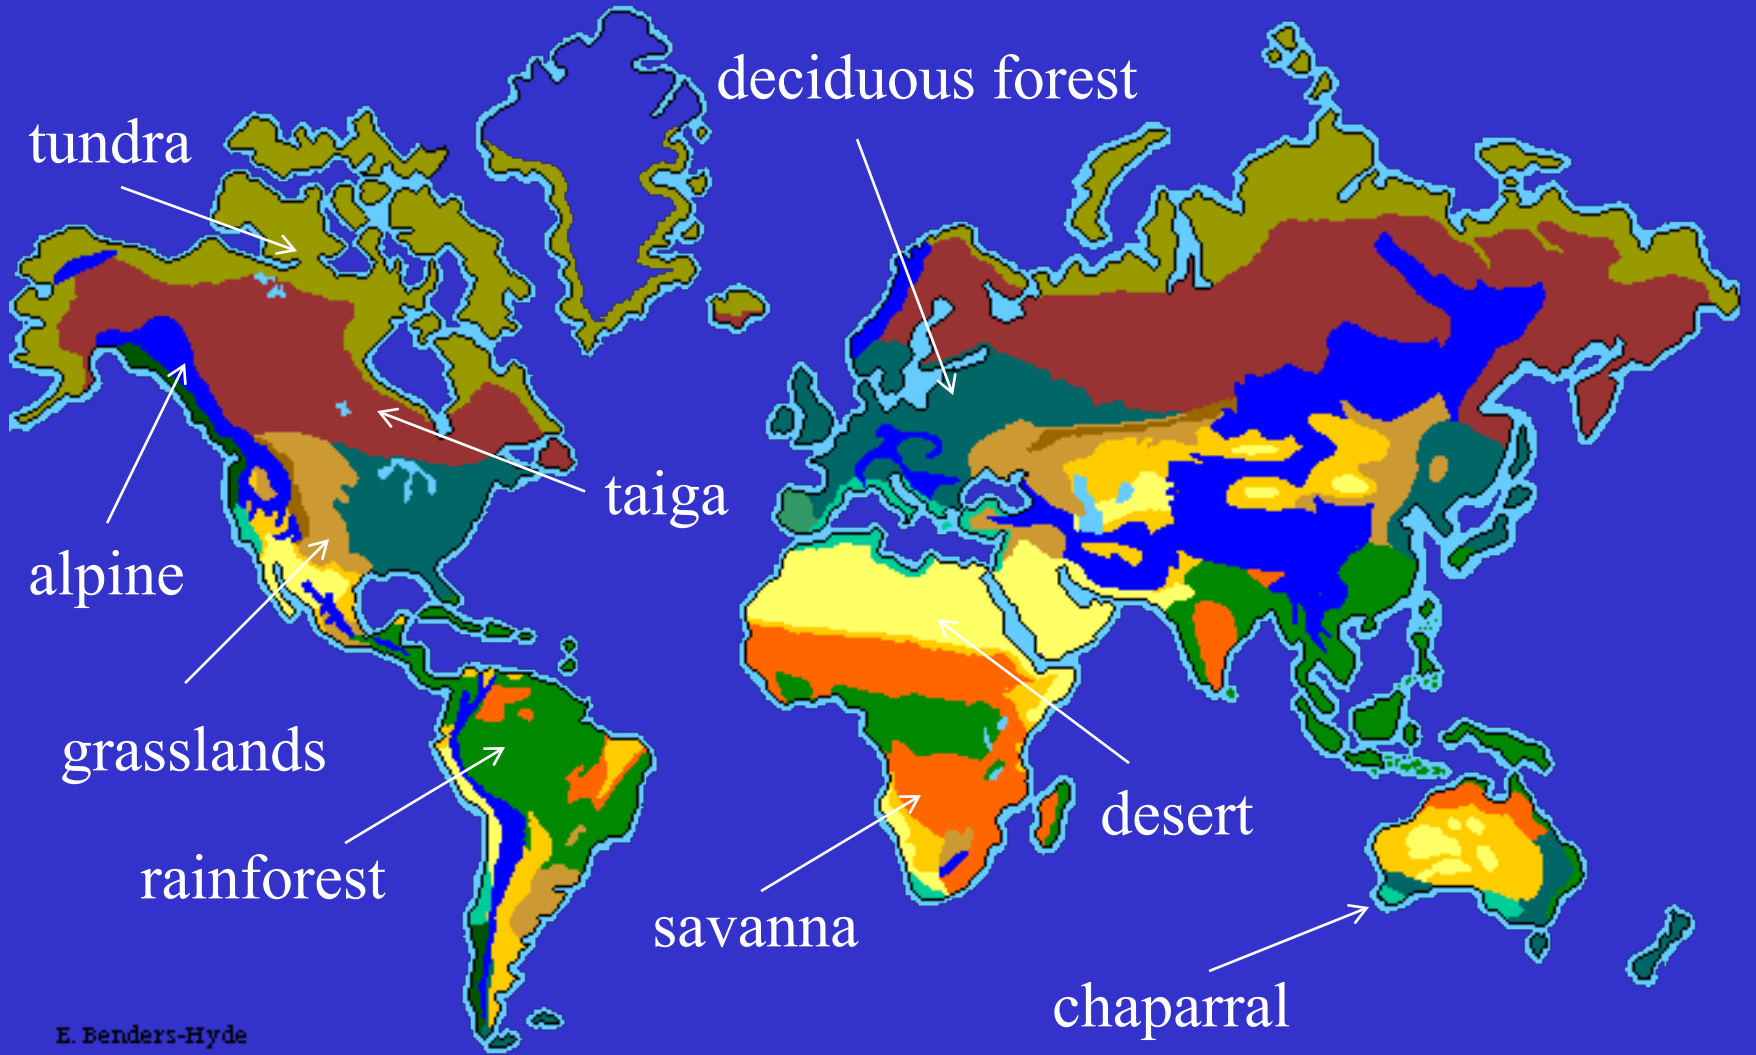 deciduous forest
tundra
taiga
alpine
grasslands
desert
rainforest
savanna
chaparral
E. Benders-Hyde